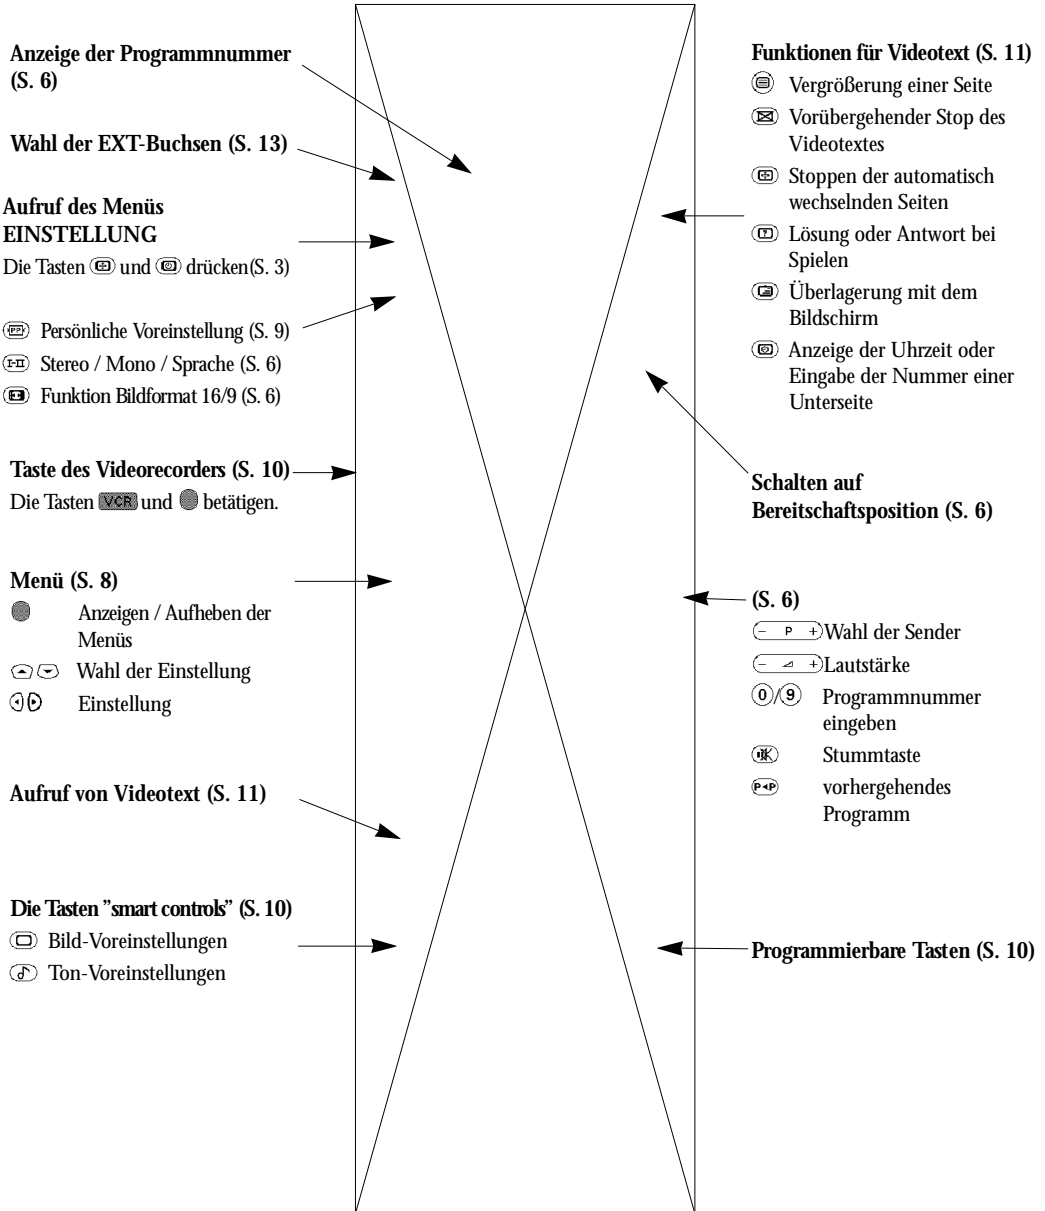 Anzeige der Programmnummer
(S. 6)
Wahl der EXT-Buchsen (S. 13)
Aufruf des Menüs
EINSTELLUNG
Die Tasten und drücken(S. 3)
PP Persönliche Voreinstellung (S. 9)
I-II Stereo / Mono / Sprache (S. 6)
Funktion Bildformat 16/9 (S. 6)
Taste des Videorecorders (S. 10)
Die Tasten VCR und betätigen.
Menü (S. 8)
Anzeigen / Aufheben der
Menüs
Wahl der Einstellung
Einstellung
Aufruf von Videotext (S. 11)
Die Tasten "smart controls" (S. 10)
Bild-Voreinstellungen
Ton-Voreinstellungen
Funktionen für Videotext (S. 11)
Vergrößerung einer Seite
Vorübergehender Stop des
Videotextes
Stoppen der automatisch
wechselnden Seiten
? Lösung oder Antwort bei
Spielen
Überlagerung mit dem
Bildschirm
Anzeige der Uhrzeit oder
Eingabe der Nummer einer
Unterseite
Schalten auf
Bereitschaftsposition (S. 6)
(S. 6)
- P + Wahl der Sender
- + Lautstärke
0/9 Programmnummer
eingeben
Stummtaste
P◂P vorhergehendes
Programm
Programmierbare Tasten (S. 10)